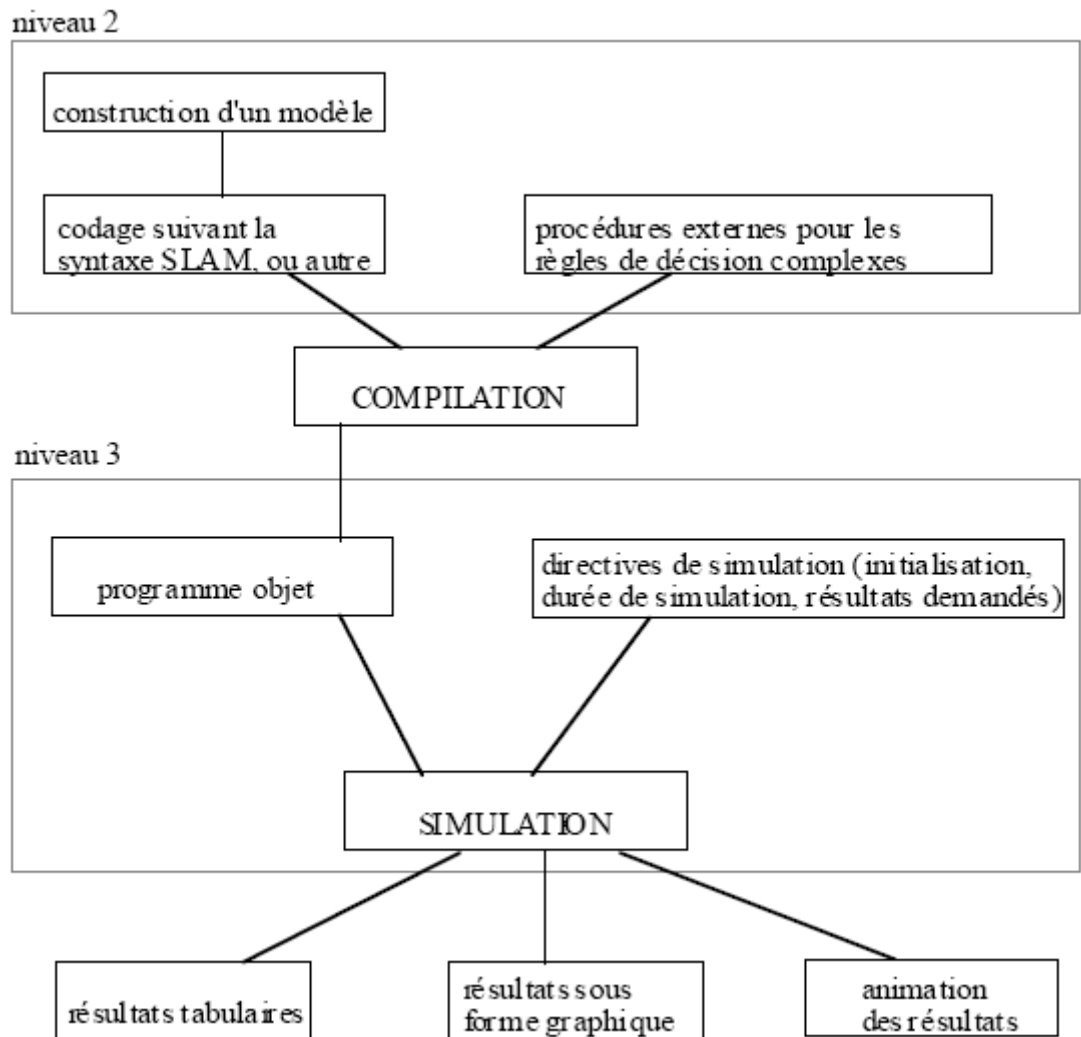 niveau 2
construction d'un modèle
codage suivant la
syntaxe SLAM, ou autre
procédures externes pour les
règles de décision complexes
COMPILATION
niveau 3
programme objet
directives de simulation (initialisation,
durée de simulation, résultats demandés)
SIMULATION
résultats tabulaires
résultats sous
forme graphique
animation
des résultats